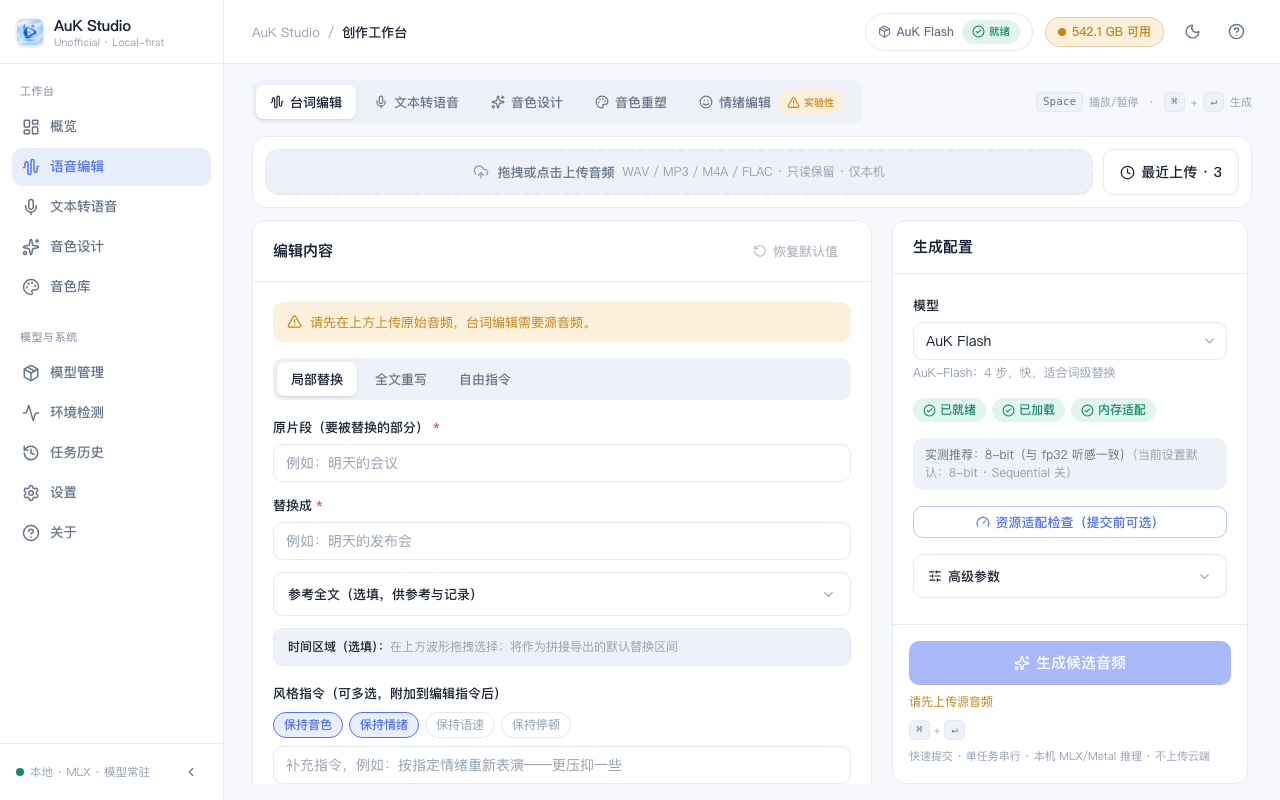 AuK Studio
Unofficial · Local-first
AuK Studio / 创作工作台
AuK Flash 就绪
542.1 GB 可用
工作台
概览
语音编辑
文本转语音
音色设计
音色库
模型与系统
模型管理
环境检测
任务历史
设置
关于
本地 · MLX · 模型常驻
台词编辑 文本转语音 音色设计 音色重塑 情绪编辑 实验性
Space 播放/暂停 · ⌘ + ↵ 生成
拖拽或点击上传音频 WAV / MP3 / M4A / FLAC · 只读保留 · 仅本机
最近上传 · 3
编辑内容
恢复默认值
请先在上方上传原始音频，台词编辑需要源音频。
局部替换 全文重写 自由指令
原片段（要被替换的部分） *
例如：明天的会议
替换成 *
例如：明天的发布会
参考全文（选填，供参考与记录）
时间区域（选填）：在上方波形拖拽选择；将作为拼接导出的默认替换区间
风格指令（可多选，附加到编辑指令后）
保持音色 保持情绪 保持语速 保持停顿
补充指令，例如：按指定情绪重新表演——更压抑一些
生成配置
模型
AuK Flash
AuK-Flash：4 步，快，适合词级替换
已就绪 已加载 内存适配
实测推荐：8-bit（与 fp32 听感一致）（当前设置默
认：8-bit · Sequential 关）
资源适配检查（提交前可选）
高级参数
生成候选音频
请先上传源音频
⌘ + ↵
快速提交 · 单任务串行 · 本机 MLX/Metal 推理 · 不上传云端